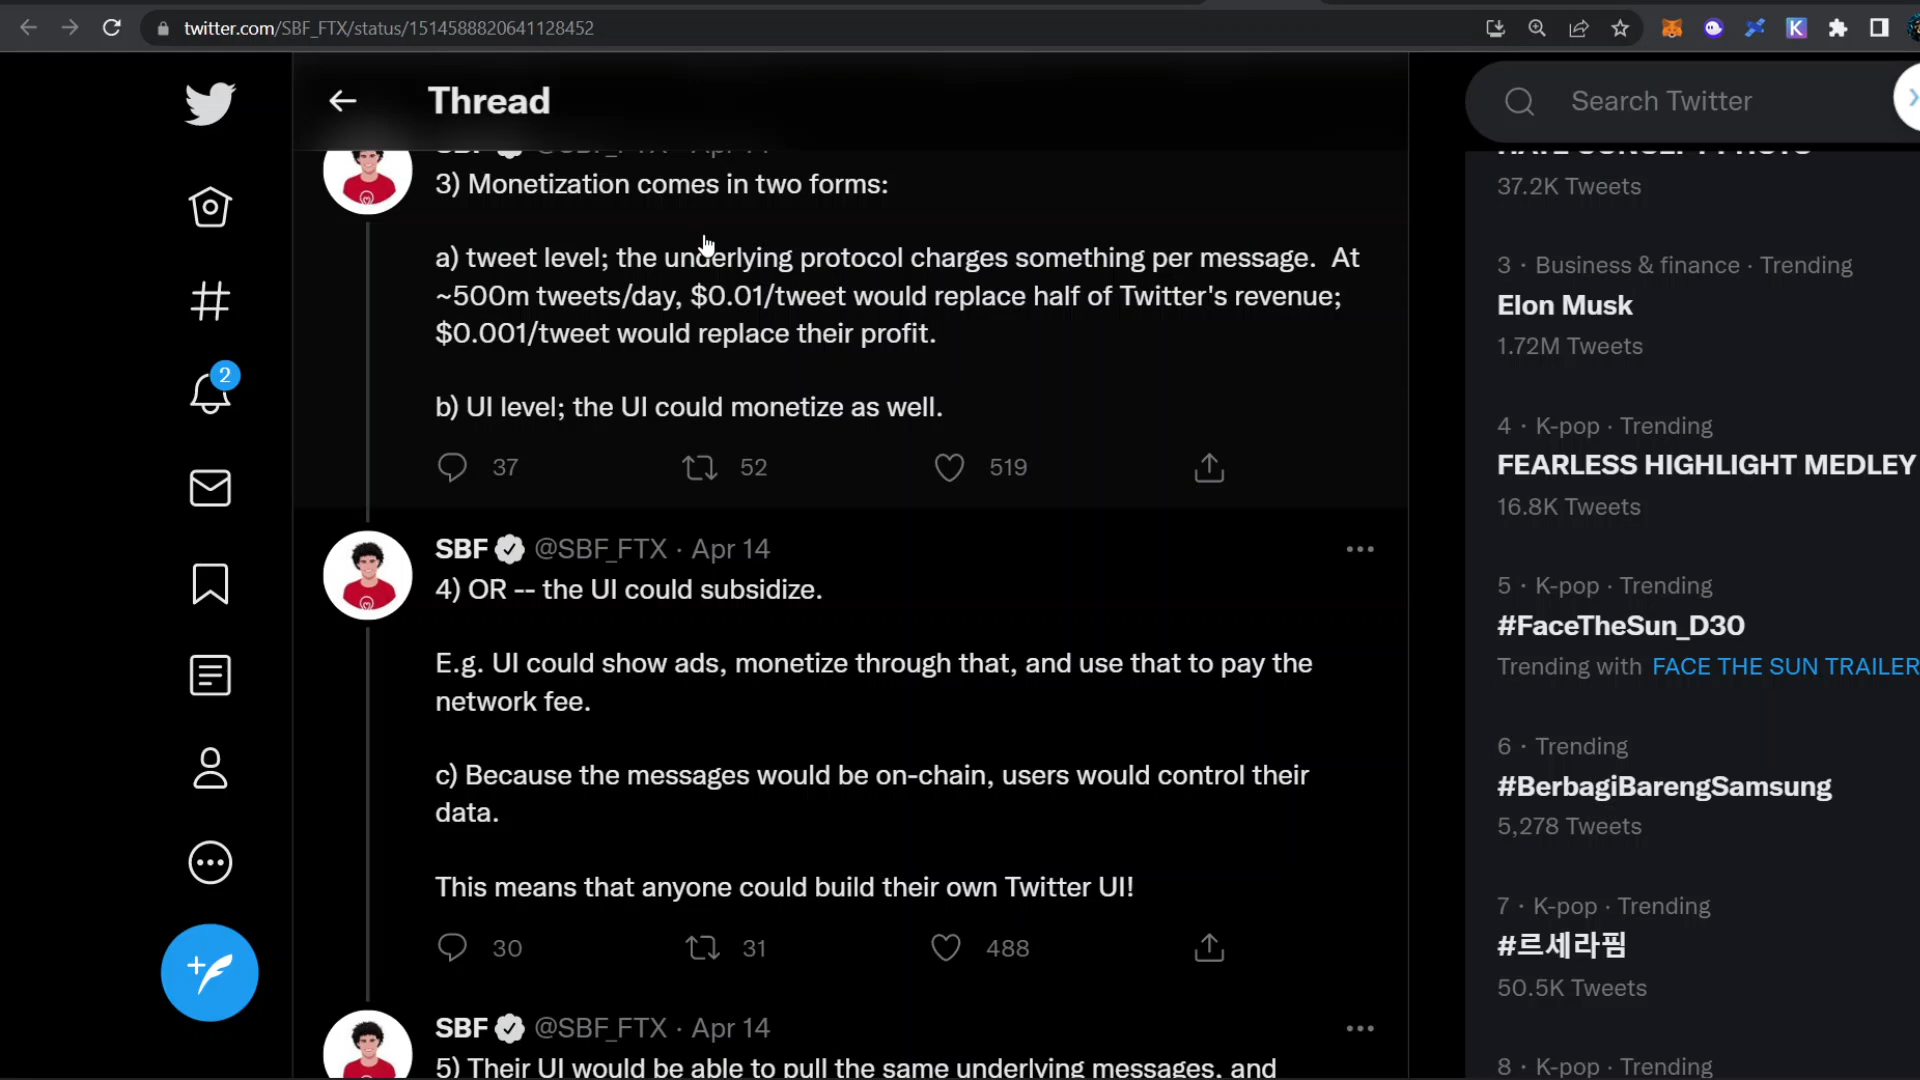 twitter.com/SBF_FTX/status/1514588820641128452
Thread
3) Monetization comes in two forms:
a) tweet level; the underlying protocol charges something per message. At
~500m tweets/day, $0.01/tweet would replace half of Twitter's revenue;
$0.001/tweet would replace their profit.
b) UI level; the UI could monetize as well.
37 52 519
SBF @SBF_FTX · Apr 14
4) OR -- the UI could subsidize.
E.g. UI could show ads, monetize through that, and use that to pay the
network fee.
c) Because the messages would be on-chain, users would control their
data.
This means that anyone could build their own Twitter UI!
30 31 488
SBF @SBF_FTX · Apr 14
5) Their UI would be able to pull the same underlying messages, and
2
Search Twitter
37.2K Tweets
3 · Business & finance · Trending
Elon Musk
1.72M Tweets
4 · K-pop · Trending
FEARLESS HIGHLIGHT MEDLEY
16.8K Tweets
5 · K-pop · Trending
#FaceTheSun_D30
Trending with FACE THE SUN TRAILER
6 · Trending
#BerbagiBarengSamsung
5,278 Tweets
7 · K-pop · Trending
#르세라핌
50.5K Tweets
8 · K-pop · Trending